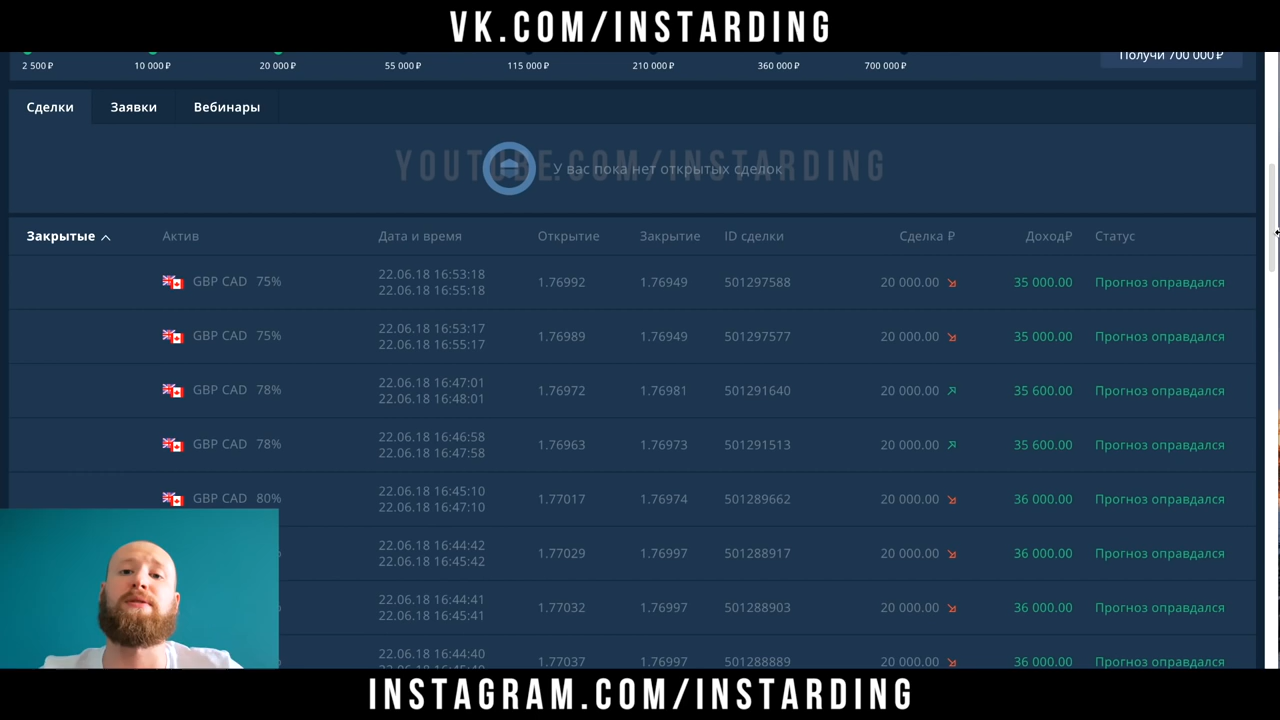 VK.COM/INSTARDING
2 500 ₽ 10 000 ₽ 20 000 ₽ 55 000 ₽ 115 000 ₽ 210 000 ₽ 360 000 ₽ 700 000 ₽ Получи 700 000 ₽
Сделки Заявки Вебинары
YOUTUBE.COM/INSTARDING
У вас пока нет открытых сделок
Закрытые Актив Дата и время Открытие Закрытие ID сделки Сделка ₽ Доход₽ Статус
GBP CAD 75% 22.06.18 16:53:18 1.76992 1.76949 501297588 20 000.00 35 000.00 Прогноз оправдался
22.06.18 16:55:18
GBP CAD 75% 22.06.18 16:53:17 1.76989 1.76949 501297577 20 000.00 35 000.00 Прогноз оправдался
22.06.18 16:55:17
GBP CAD 78% 22.06.18 16:47:01 1.76972 1.76981 501291640 20 000.00 35 600.00 Прогноз оправдался
22.06.18 16:48:01
GBP CAD 78% 22.06.18 16:46:58 1.76963 1.76973 501291513 20 000.00 35 600.00 Прогноз оправдался
22.06.18 16:47:58
GBP CAD 80% 22.06.18 16:45:10 1.77017 1.76974 501289662 20 000.00 36 000.00 Прогноз оправдался
22.06.18 16:47:10
22.06.18 16:44:42 1.77029 1.76997 501288917 20 000.00 36 000.00 Прогноз оправдался
22.06.18 16:45:42
22.06.18 16:44:41 1.77032 1.76997 501288903 20 000.00 36 000.00 Прогноз оправдался
22.06.18 16:45:41
22.06.18 16:44:40 1.77037 1.76997 501288889 20 000.00 36 000.00 Прогноз оправдался
INSTAGRAM.COM/INSTARDING